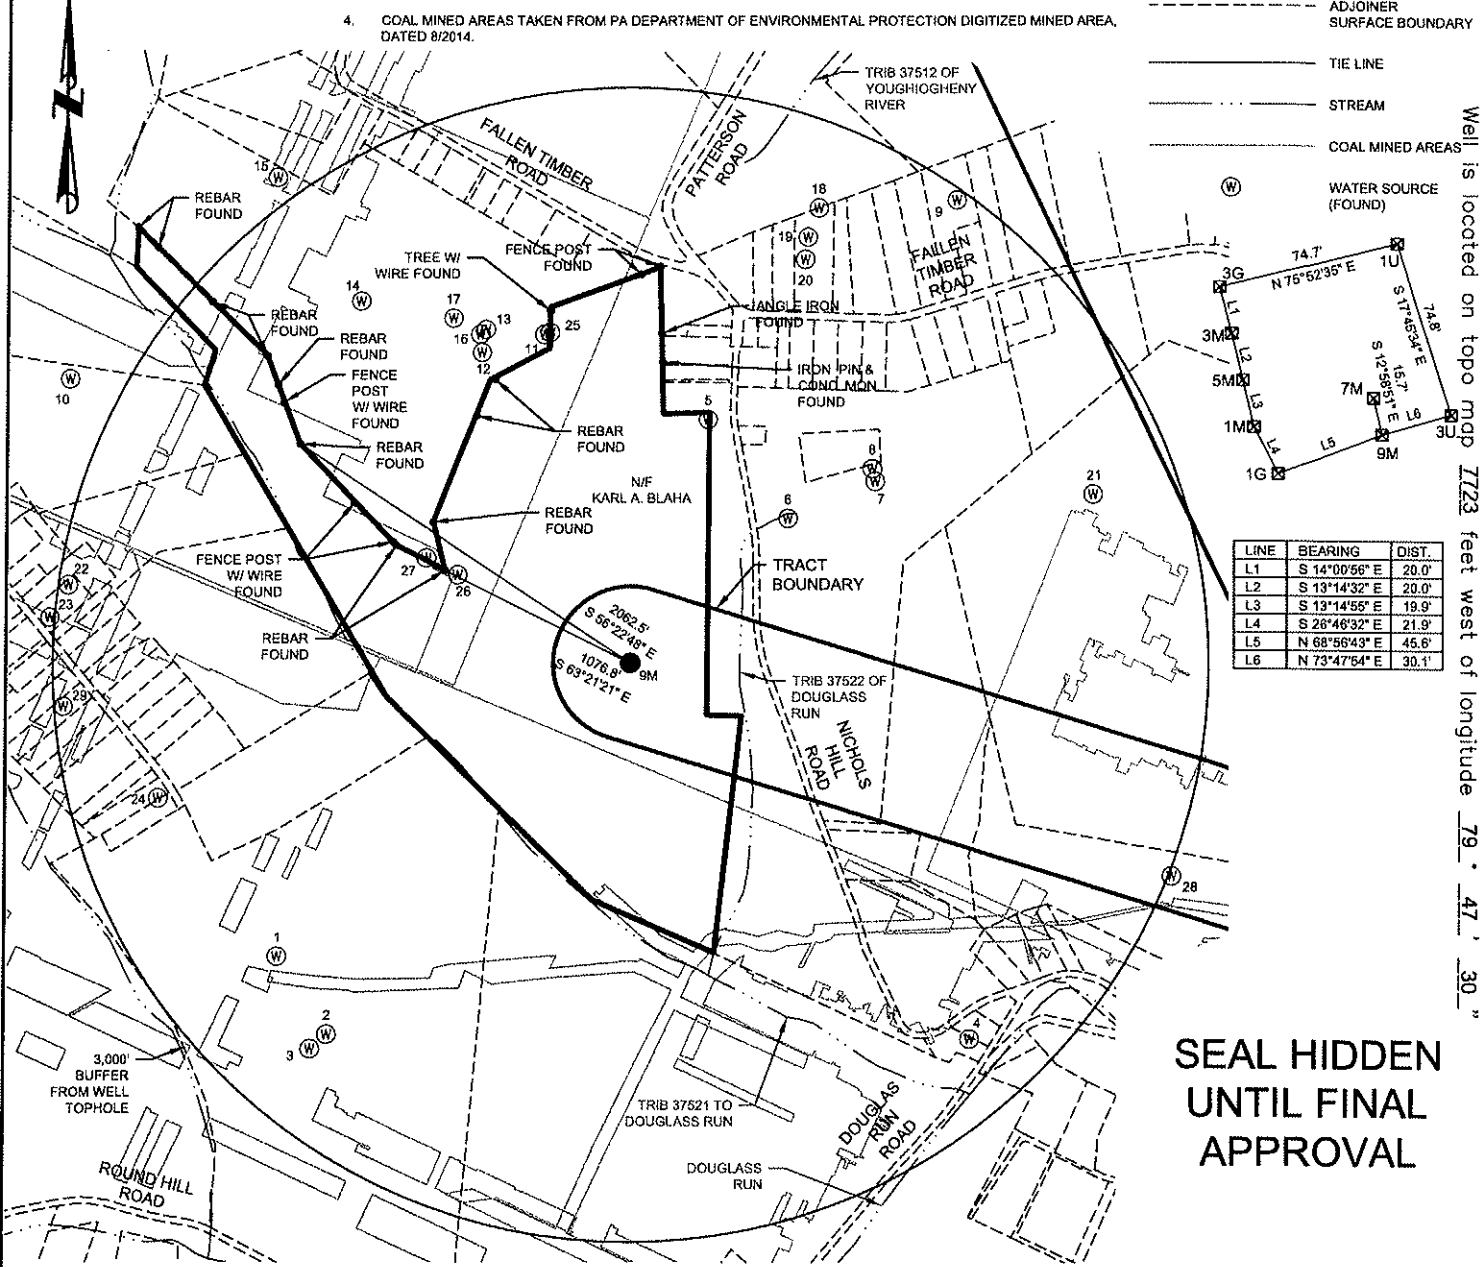 4. COAL MINED AREAS TAKEN FROM PA DEPARTMENT OF ENVIRONMENTAL PROTECTION DIGITIZED MINED AREA,
DATED 8/2014.
ADJOINER
SURFACE BOUNDARY
TIE LINE
STREAM
COAL MINED AREAS
W
WATER SOURCE
(FOUND)
Well is located on topo map 7723 feet west of longitude 79 ° 47 ' 30 "
N
TRIB 37512 OF
YOUGHIOGHENY
RIVER
FALLEN TIMBER
ROAD
PATTERSON
ROAD
15 W
REBAR
FOUND
18
W
9 W
19 W
W
20
FALLEN
TIMBER
ROAD
FENCE POST
FOUND
TREE W/
WIRE FOUND
14
W
17
W
13
W
16 W
W
12
11 W 25
REBAR
FOUND
REBAR
FOUND
FENCE
POST
W/ WIRE
FOUND
REBAR
FOUND
ANGLE IRON
FOUND
IRON PIN &
CONC MON
FOUND
W
10
5
W
REBAR
FOUND
N/F
KARL A. BLAHA
REBAR
FOUND
8
W
W
7
6
W
21
W
FENCE POST
W/ WIRE
FOUND
27 W
W
26
TRACT
BOUNDARY
22
W
23
W
REBAR
FOUND
2062.5'
S 56°22'48" E
1076.8'
S 63°21'21" E
9M
TRIB 37522 OF
DOUGLASS
RUN
NICHOLS
HILL
ROAD
29
W
24 W
W 28
1
W
2
W
3 W
4
W
3,000'
BUFFER
FROM WELL
TOPHOLE
TRIB 37521 TO
DOUGLASS RUN
DOUGLAS
RUN
ROAD
DOUGLASS
RUN
ROUND HILL
ROAD
3G
74.7'
N 75°52'35" E
1U
L1
3M
L2
5M
L3
1M
L4
1G
L5
9M
L6
3U
7M
S 12°58'51" E
15.7'
S 17°45'34" E
74.8'
LINE BEARING DIST.
L1 S 14°00'56" E 20.0'
L2 S 13°14'32" E 20.0'
L3 S 13°14'55" E 19.9'
L4 S 26°46'32" E 21.9'
L5 N 68°56'43" E 45.6'
L6 N 73°47'54" E 30.1'
SEAL HIDDEN
UNTIL FINAL
APPROVAL